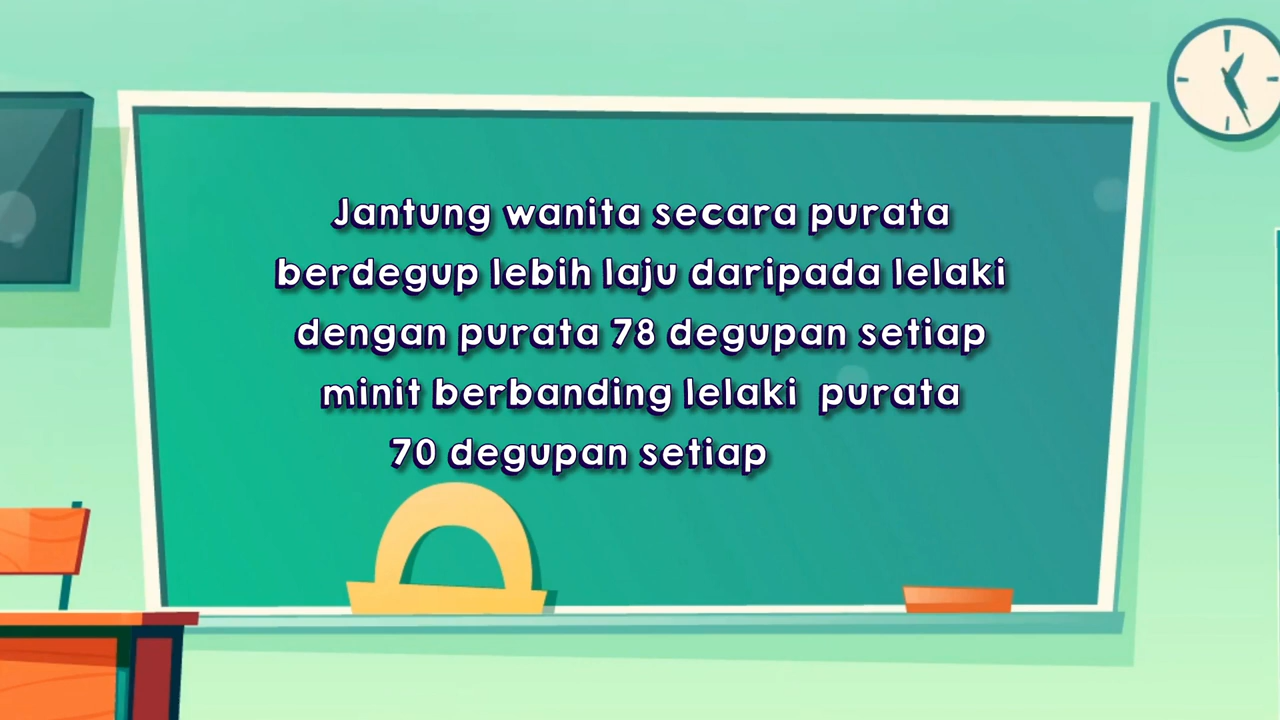 Jantung wanita secara purata
berdegup lebih laju daripada lelaki
dengan purata 78 degupan setiap
minit berbanding lelaki purata
70 degupan setiap